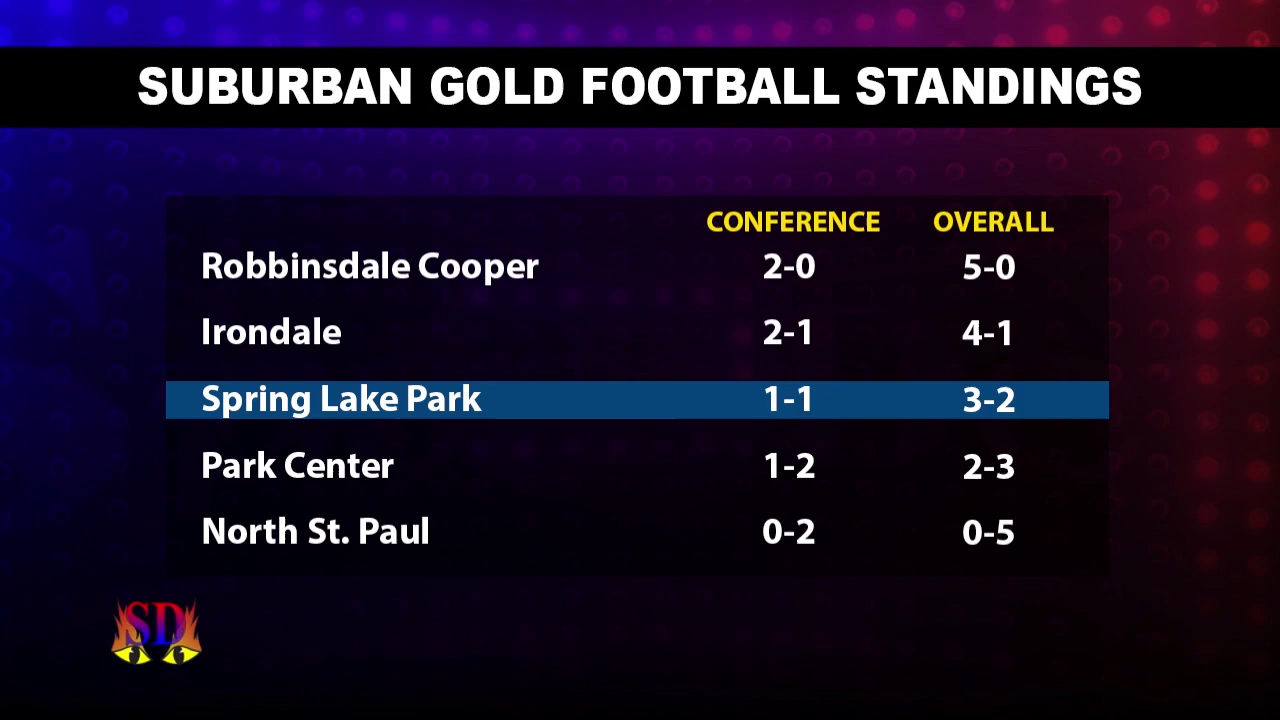 SUBURBAN GOLD FOOTBALL STANDINGS
CONFERENCE OVERALL
Robbinsdale Cooper 2-0 5-0
Irondale 2-1 4-1
Spring Lake Park 1-1 3-2
Park Center 1-2 2-3
North St. Paul 0-2 0-5
SD